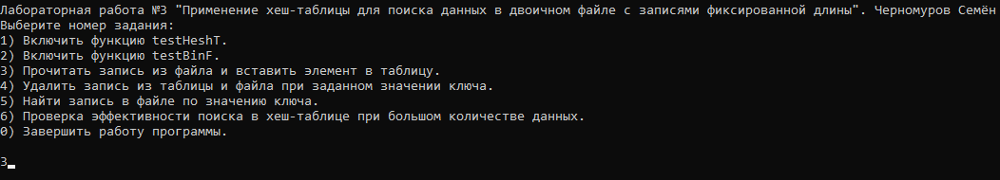 Лабораторная работа №3 "Применение хеш-таблицы для поиска данных в двоичном файле с записями фиксированной длины". Черномуров Семён
Выберите номер задания:
1) Включить функцию testHeshT.
2) Включить функцию testBinF.
3) Прочитать запись из файла и вставить элемент в таблицу.
4) Удалить запись из таблицы и файла при заданном значении ключа.
5) Найти запись в файле по значению ключа.
6) Проверка эффективности поиска в хеш-таблице при большом количестве данных.
0) Завершить работу программы.
3